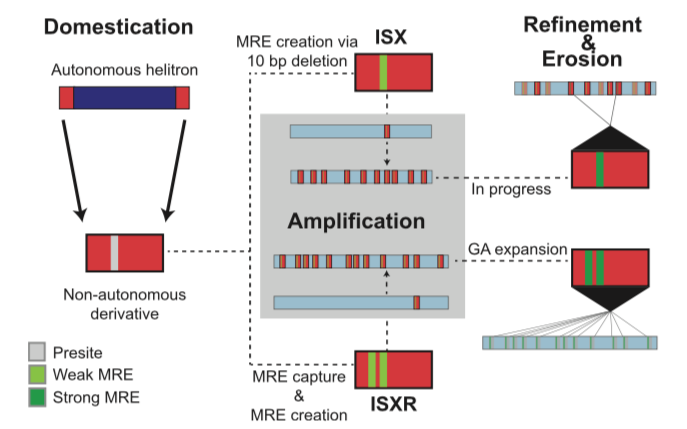 Domestication
Autonomous helitron
Non-autonomous
derivative
Presite
Weak MRE
Strong MRE
ISX
MRE creation via
10 bp deletion
Amplification
MRE capture
&
MRE creation
ISXR
Refinement
&
Erosion
In progress
GA expansion